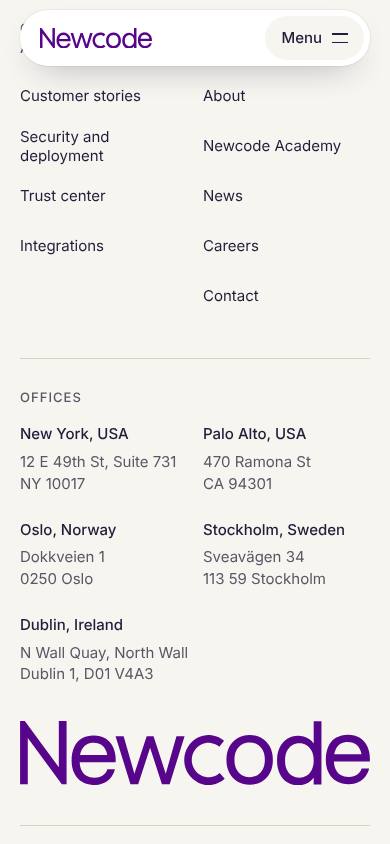 Newcode
Menu
Customer stories
About
Security and
deployment
Newcode Academy
Trust center
News
Integrations
Careers
Contact
OFFICES
New York, USA
12 E 49th St, Suite 731
NY 10017
Palo Alto, USA
470 Ramona St
CA 94301
Oslo, Norway
Dokkveien 1
0250 Oslo
Stockholm, Sweden
Sveavägen 34
113 59 Stockholm
Dublin, Ireland
N Wall Quay, North Wall
Dublin 1, D01 V4A3
Newcode